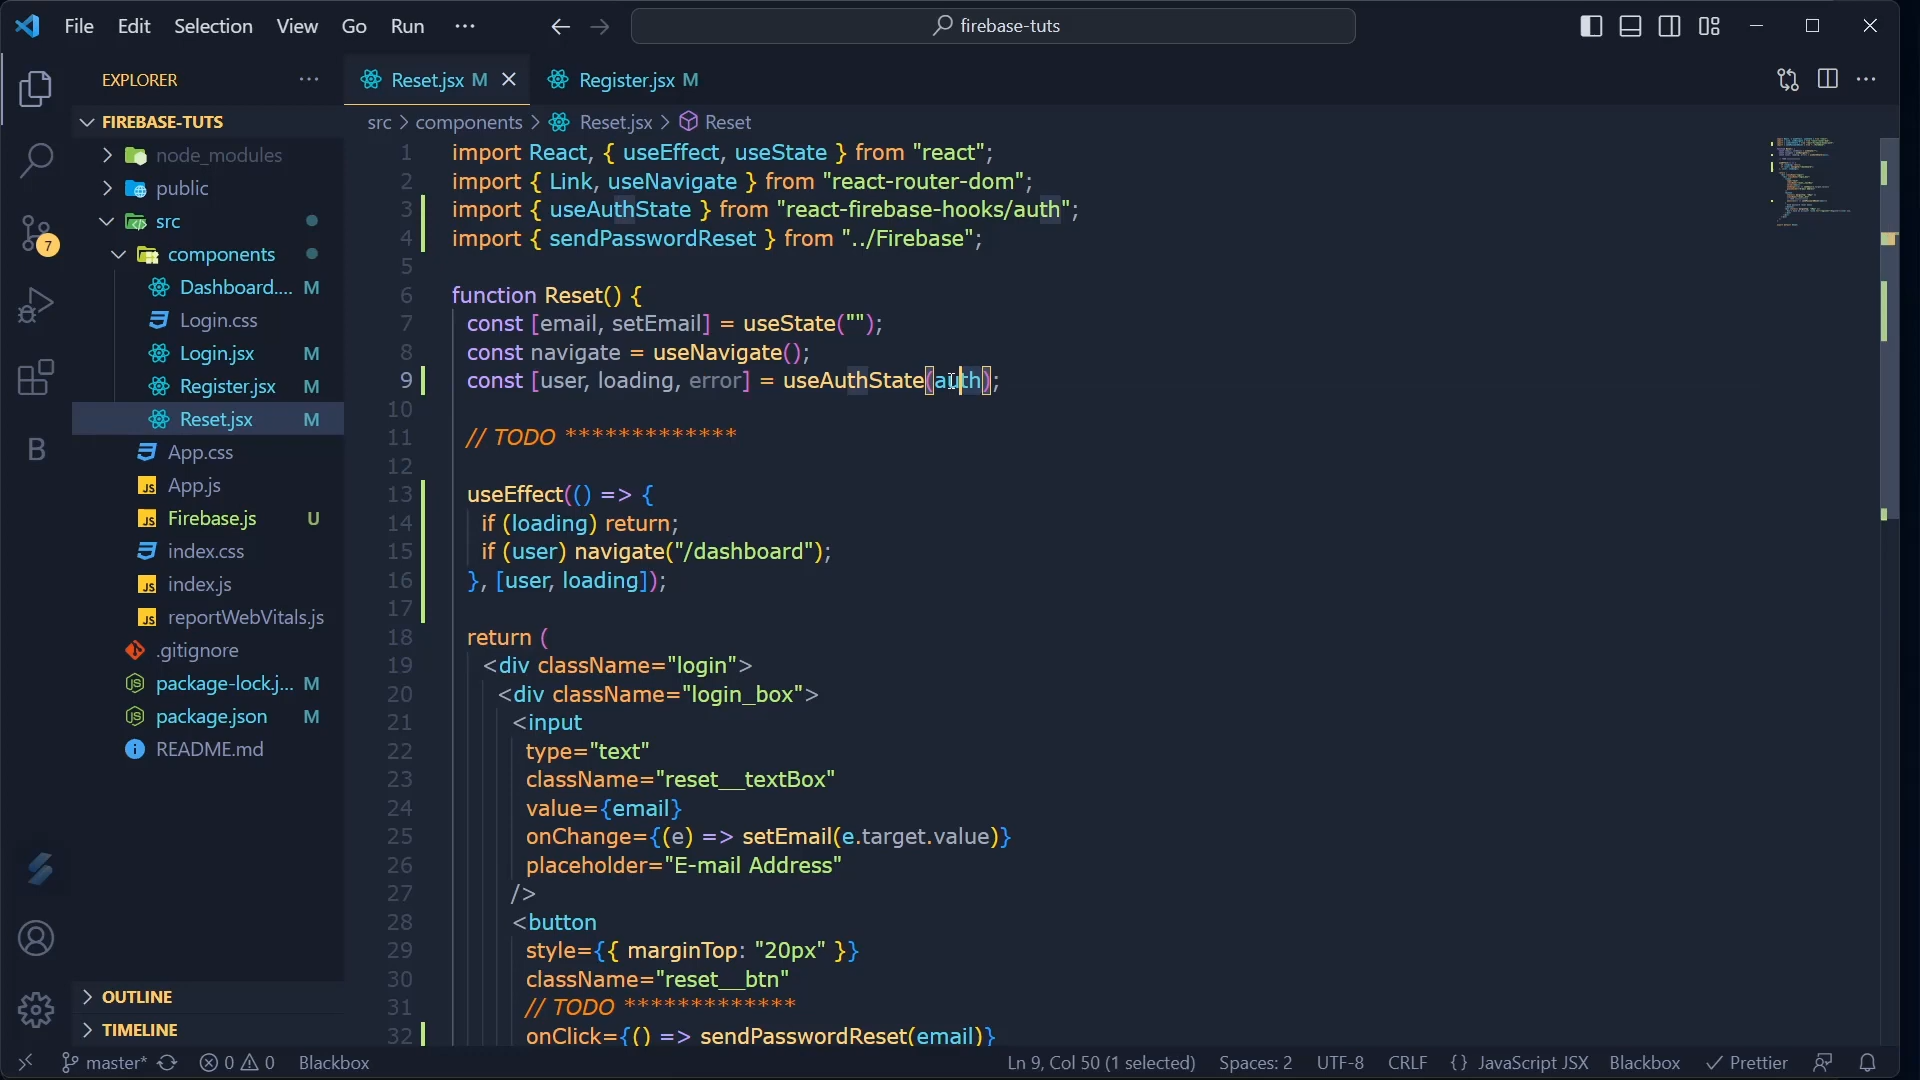 File Edit Selection View Go Run ··· firebase-tuts
EXPLORER ···
FIREBASE-TUTS
node_modules
public
src
components
Dashboard.... M
Login.css
Login.jsx M
Register.jsx M
Reset.jsx M
App.css
App.js
Firebase.js U
index.css
index.js
reportWebVitals.js
.gitignore
package-lock.j... M
package.json M
README.md
OUTLINE
TIMELINE
7
B
Reset.jsx M Register.jsx M
src > components > Reset.jsx > Reset
1 import React, { useEffect, useState } from "react";
2 import { Link, useNavigate } from "react-router-dom";
3 import { useAuthState } from "react-firebase-hooks/auth";
4 import { sendPasswordReset } from "../Firebase";
5
6 function Reset() {
7 const [email, setEmail] = useState("");
8 const navigate = useNavigate();
9 const [user, loading, error] = useAuthState(auth);
10
11 // TODO *************
12
13 useEffect(() => {
14 if (loading) return;
15 if (user) navigate("/dashboard");
16 }, [user, loading]);
17
18 return (
19 <div className="login">
20 <div className="login_box">
21 <input
22 type="text"
23 className="reset__textBox"
24 value={email}
25 onChange={(e) => setEmail(e.target.value)}
26 placeholder="E-mail Address"
27 />
28 <button
29 style={{ marginTop: "20px" }}
30 className="reset__btn"
31 // TODO *************
32 onClick={() => sendPasswordReset(email)}
master* 0 0 Blackbox Ln 9, Col 50 (1 selected) Spaces: 2 UTF-8 CRLF {} JavaScript JSX Blackbox Prettier